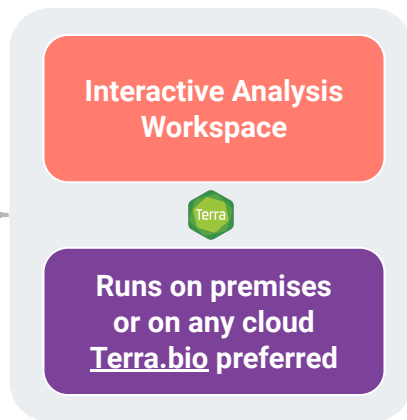 Interactive Analysis
Workspace
Terra
Runs on premises
or on any cloud
Terra.bio preferred